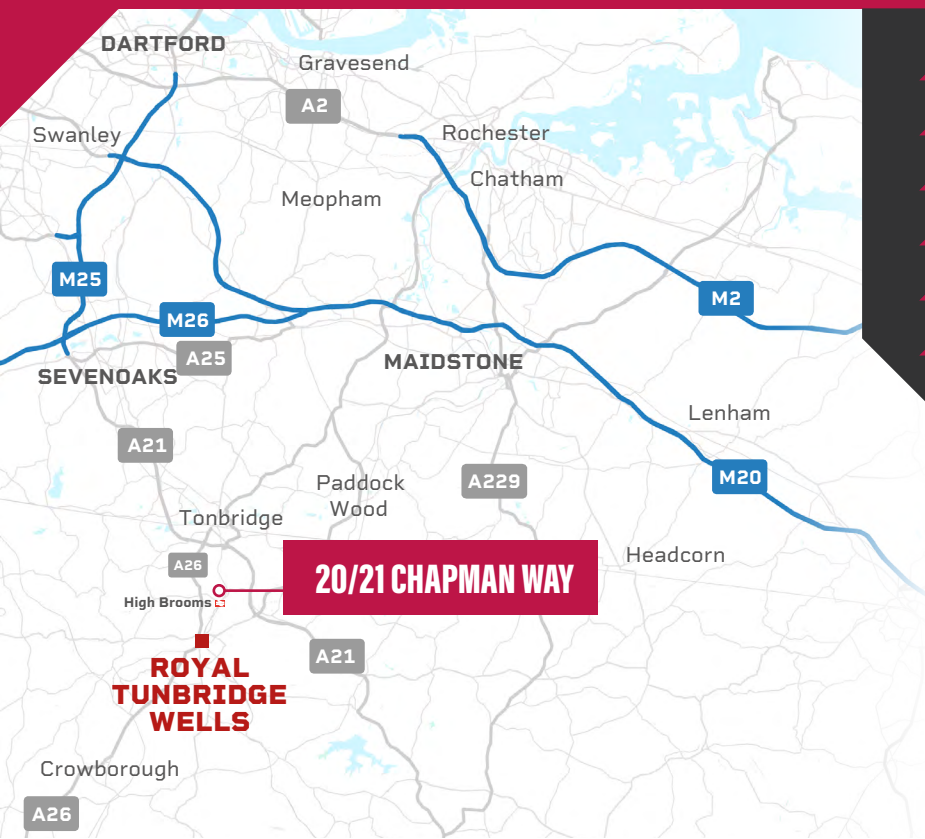 DARTFORD
Gravesend
A2
Swanley
Rochester
Chatham
Meopham
M25
M2
M26
A25
SEVENOAKS
MAIDSTONE
Lenham
A21
Paddock
Wood
A229
M20
Tonbridge
Headcorn
A26
20/21 CHAPMAN WAY
High Brooms
A21
ROYAL
TUNBRIDGE
WELLS
Crowborough
A26